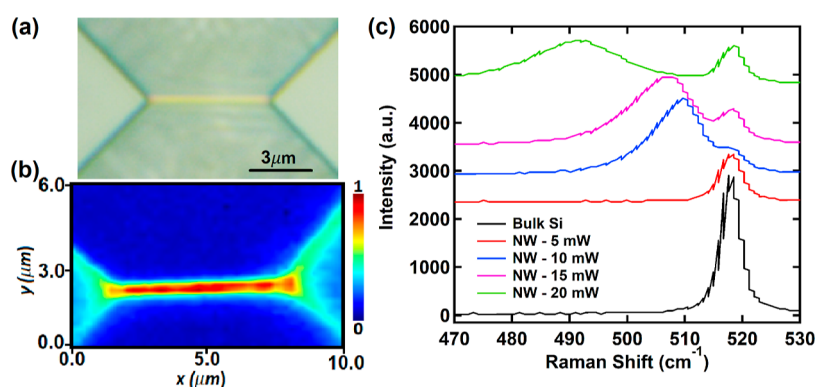 (a)
3μm
(b)
6.0
3.0
0.0
y (μm)
0.0
5.0
10.0
x (μm)
1
0
(c)
6000
5000
4000
3000
2000
1000
0
Intensity (a.u.)
Bulk Si
NW - 5 mW
NW - 10 mW
NW - 15 mW
NW - 20 mW
470
480
490
500
510
520
530
Raman Shift (cm⁻¹)